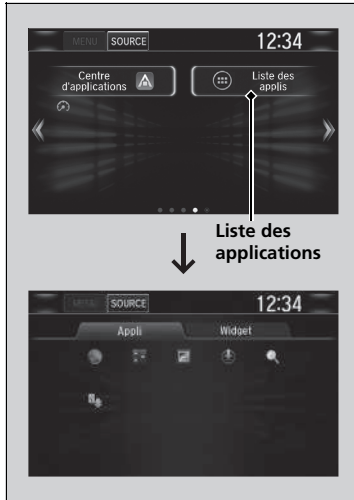 MENU SOURCE 12:34
Centre
d'applications
Liste des
applis
Liste des
applications
MENU SOURCE 12:34
Appli Widget